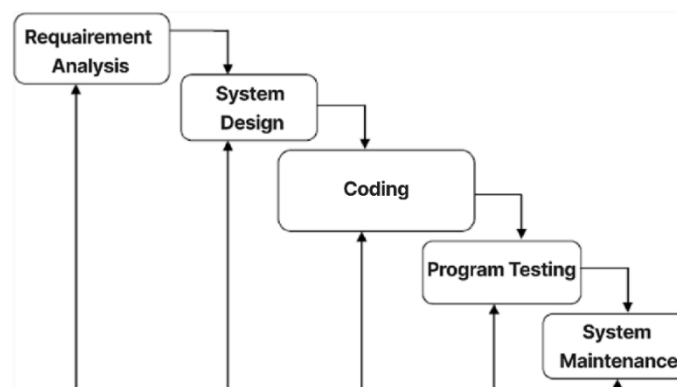 Requairement
Analysis
System
Design
Coding
Program Testing
System
Maintenance